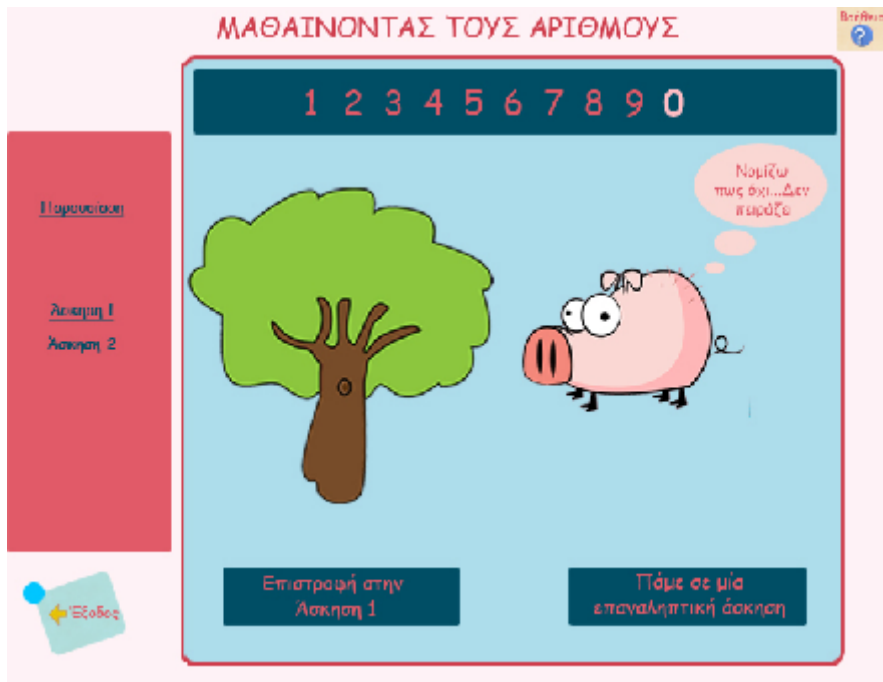 ΜΑΘΑΙΝΟΝΤΑΣ ΤΟΥΣ ΑΡΙΘΜΟΥΣ
Βοήθεια
1 2 3 4 5 6 7 8 9 0
Νομίζω
πως όχι...Δεν
πειράζει
Παρουσίαση
Άσκηση 1
Άσκηση 2
Επιστροφή στην
Άσκηση 1
Πάμε σε μία
επαναληπτική άσκηση
Έξοδος